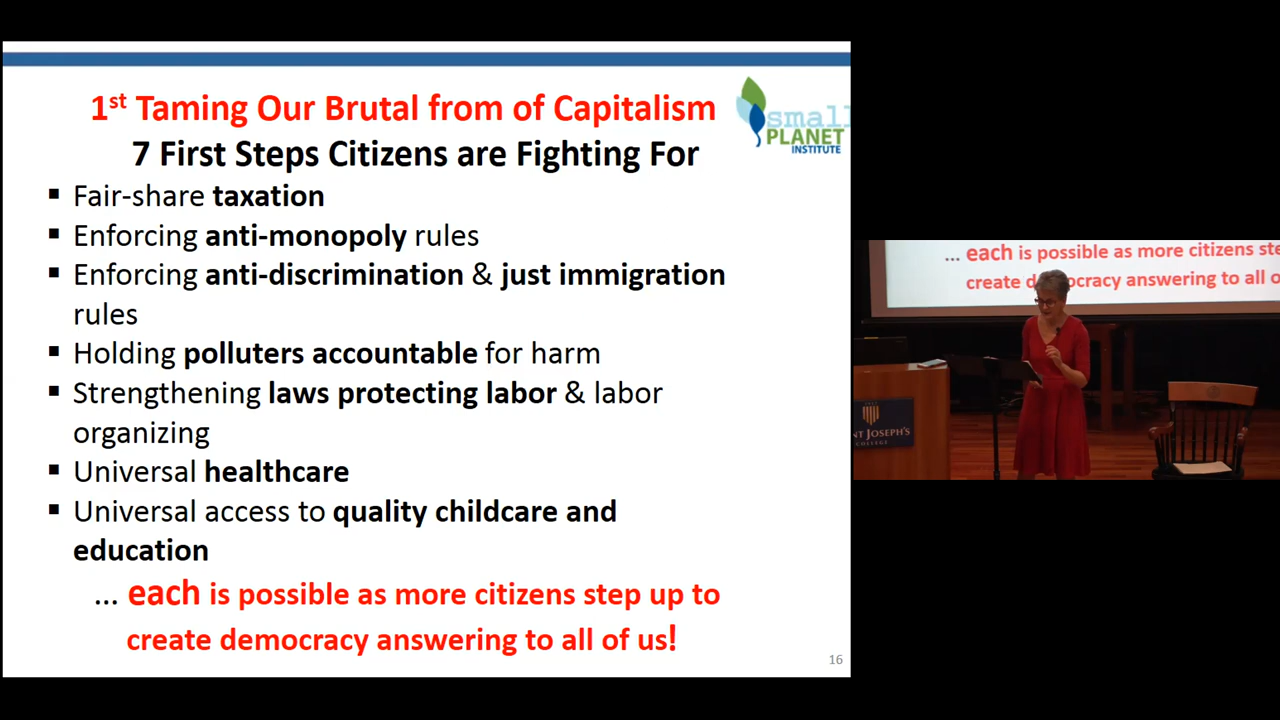 1st Taming Our Brutal from of Capitalism
7 First Steps Citizens are Fighting For
small
PLANET
INSTITUTE
▪ Fair-share taxation
▪ Enforcing anti-monopoly rules
▪ Enforcing anti-discrimination & just immigration
rules
▪ Holding polluters accountable for harm
▪ Strengthening laws protecting labor & labor
organizing
▪ Universal healthcare
▪ Universal access to quality childcare and
education
... each is possible as more citizens step up to
create democracy answering to all of us!
16
... each is possible as more citizens ste
create democracy answering to all o
NT JOSEPH'S
COLLEGE